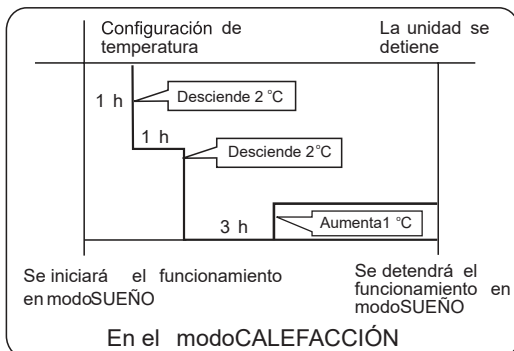 Configuración de
temperatura
La unidad se
detiene
1 h
Desciende 2 °C
1 h
Desciende 2°C
3 h
Aumenta1 °C
Se iniciará el funcionamiento
en modoSUEÑO
Se detendrá el
funcionamiento en
modoSUEÑO
En el modoCALEFACCIÓN